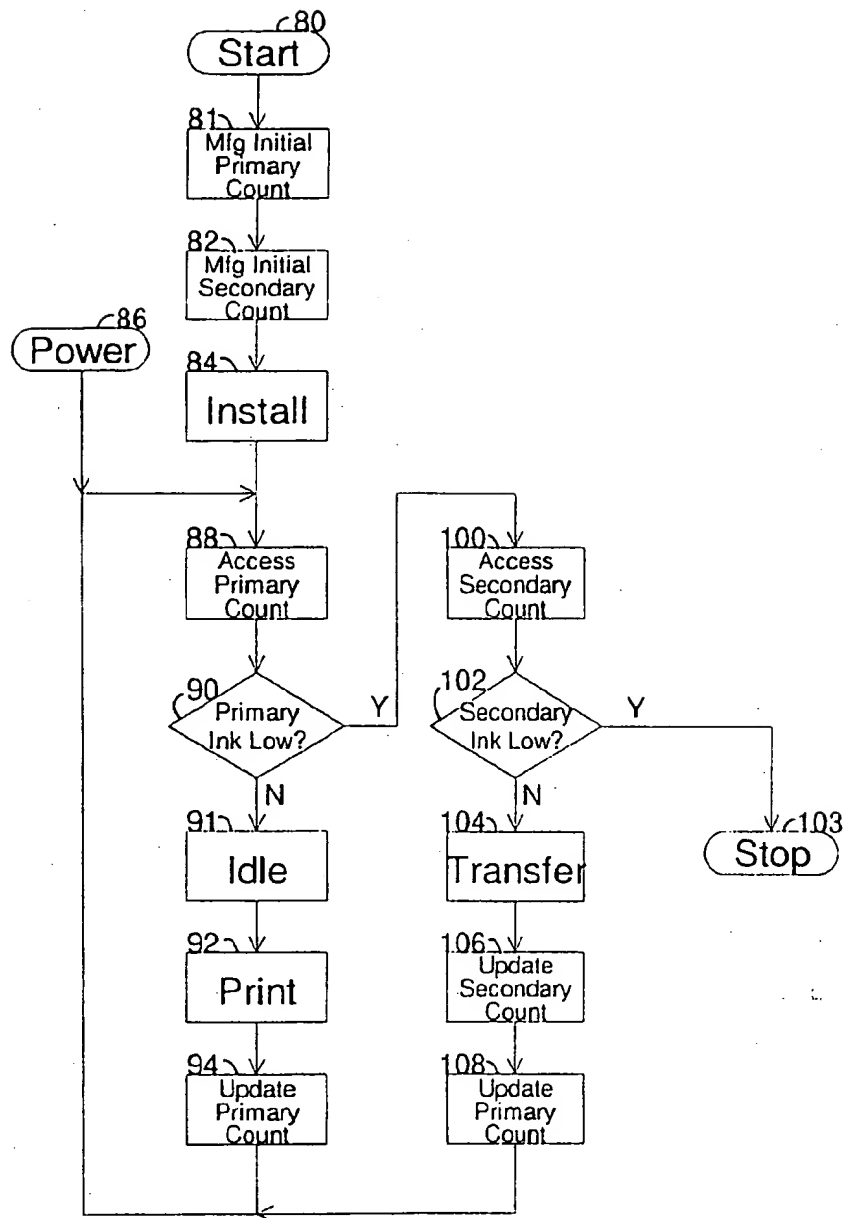 80
Start
81
Mfg Initial
Primary
Count
82
Mfg Initial
Secondary
Count
86
Power
84
Install
88
Access
Primary
Count
100
Access
Secondary
Count
90
Primary
Ink Low?
Y
N
102
Secondary
Ink Low?
Y
N
91
Idle
104
Transfer
103
Stop
92
Print
106
Update
Secondary
Count
94
Update
Primary
Count
108
Update
Primary
Count